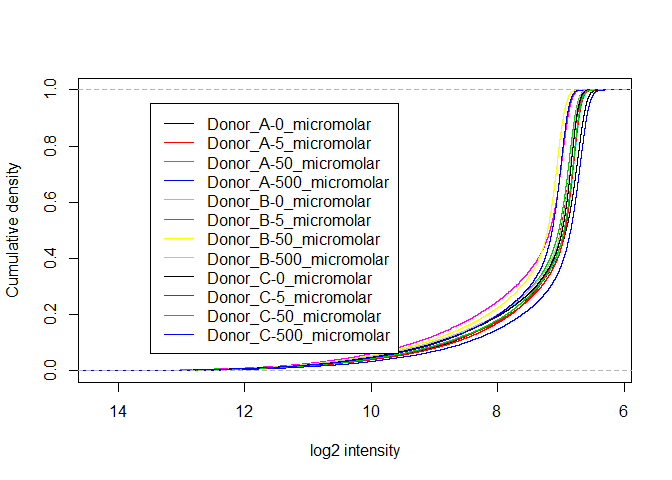 1.0
0.8
0.6
0.4
0.2
0.0
Cumulative density
Donor_A-0_micromolar
Donor_A-5_micromolar
Donor_A-50_micromolar
Donor_A-500_micromolar
Donor_B-0_micromolar
Donor_B-5_micromolar
Donor_B-50_micromolar
Donor_B-500_micromolar
Donor_C-0_micromolar
Donor_C-5_micromolar
Donor_C-50_micromolar
Donor_C-500_micromolar
14 12 10 8 6
log2 intensity